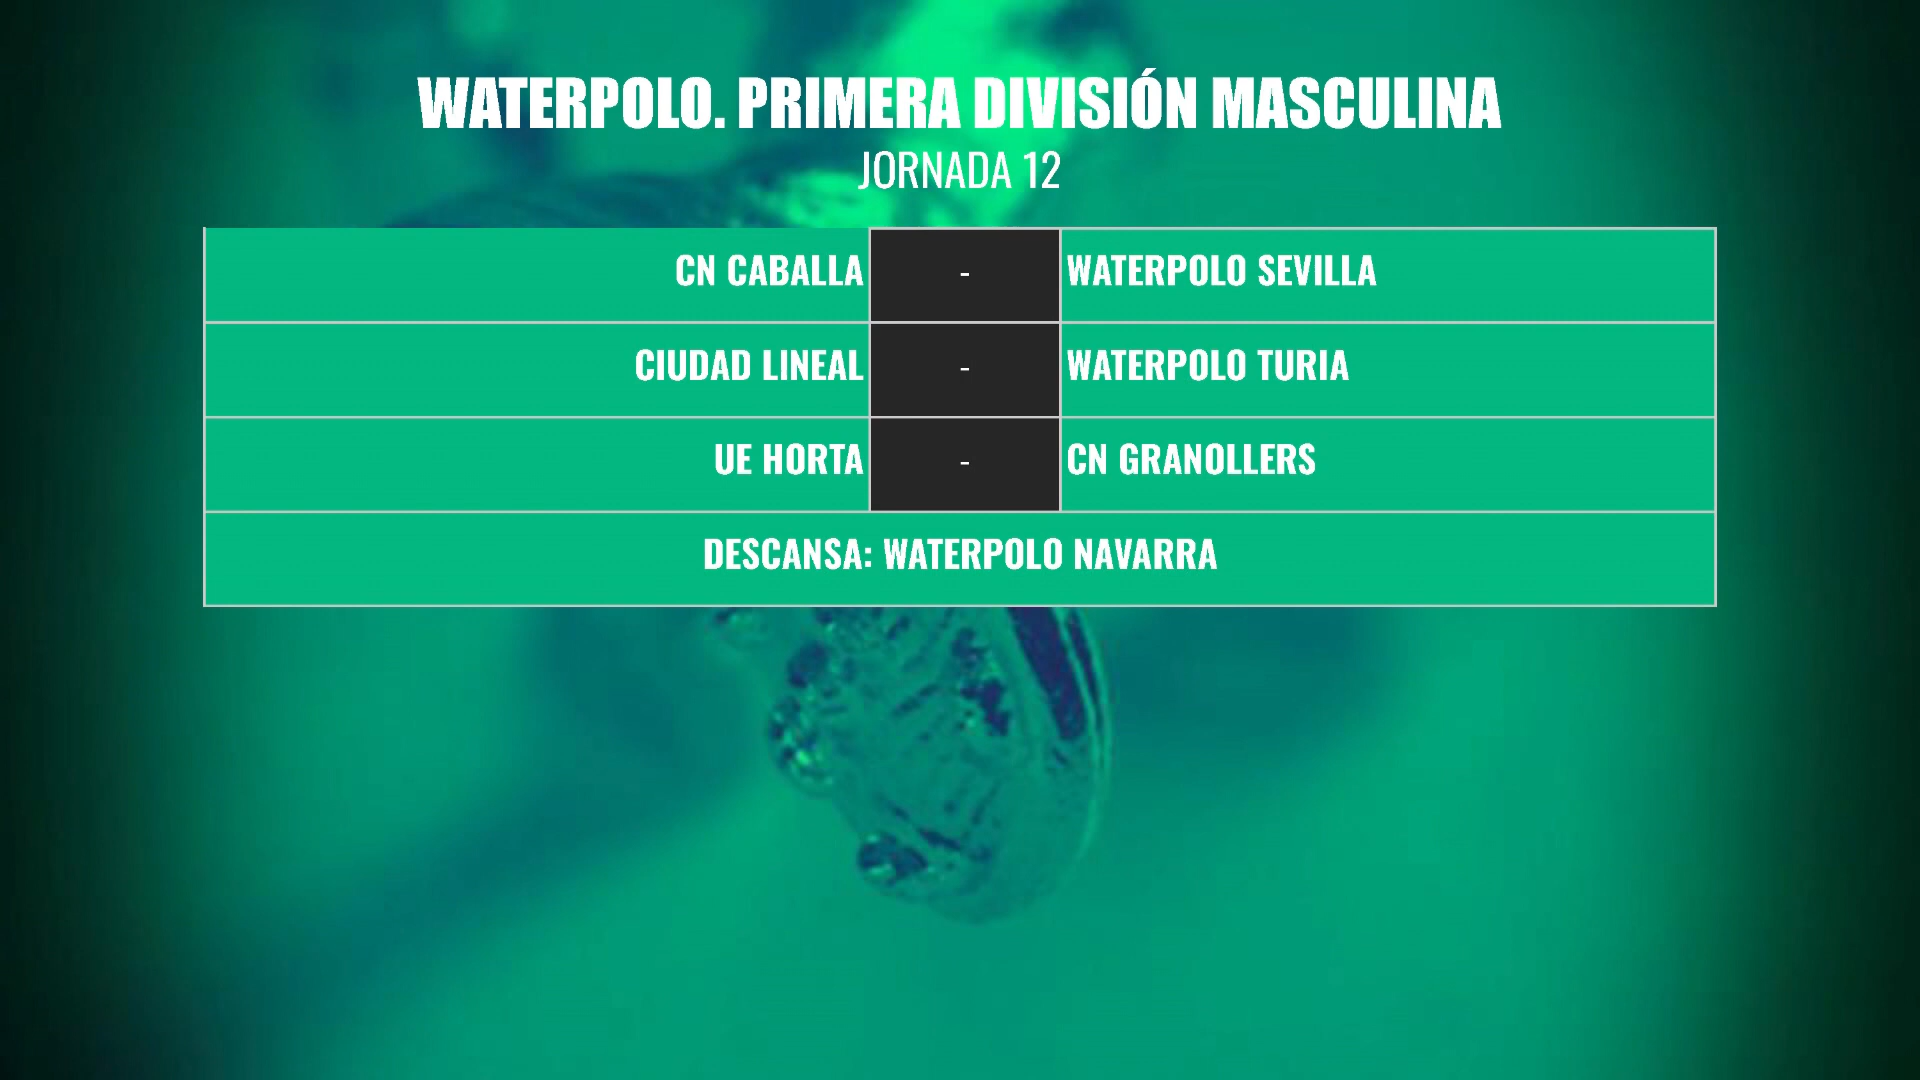 WATERPOLO. PRIMERA DIVISIÓN MASCULINA
JORNADA 12
CN CABALLA - WATERPOLO SEVILLA
CIUDAD LINEAL - WATERPOLO TURIA
UE HORTA - CN GRANOLLERS
DESCANSA: WATERPOLO NAVARRA